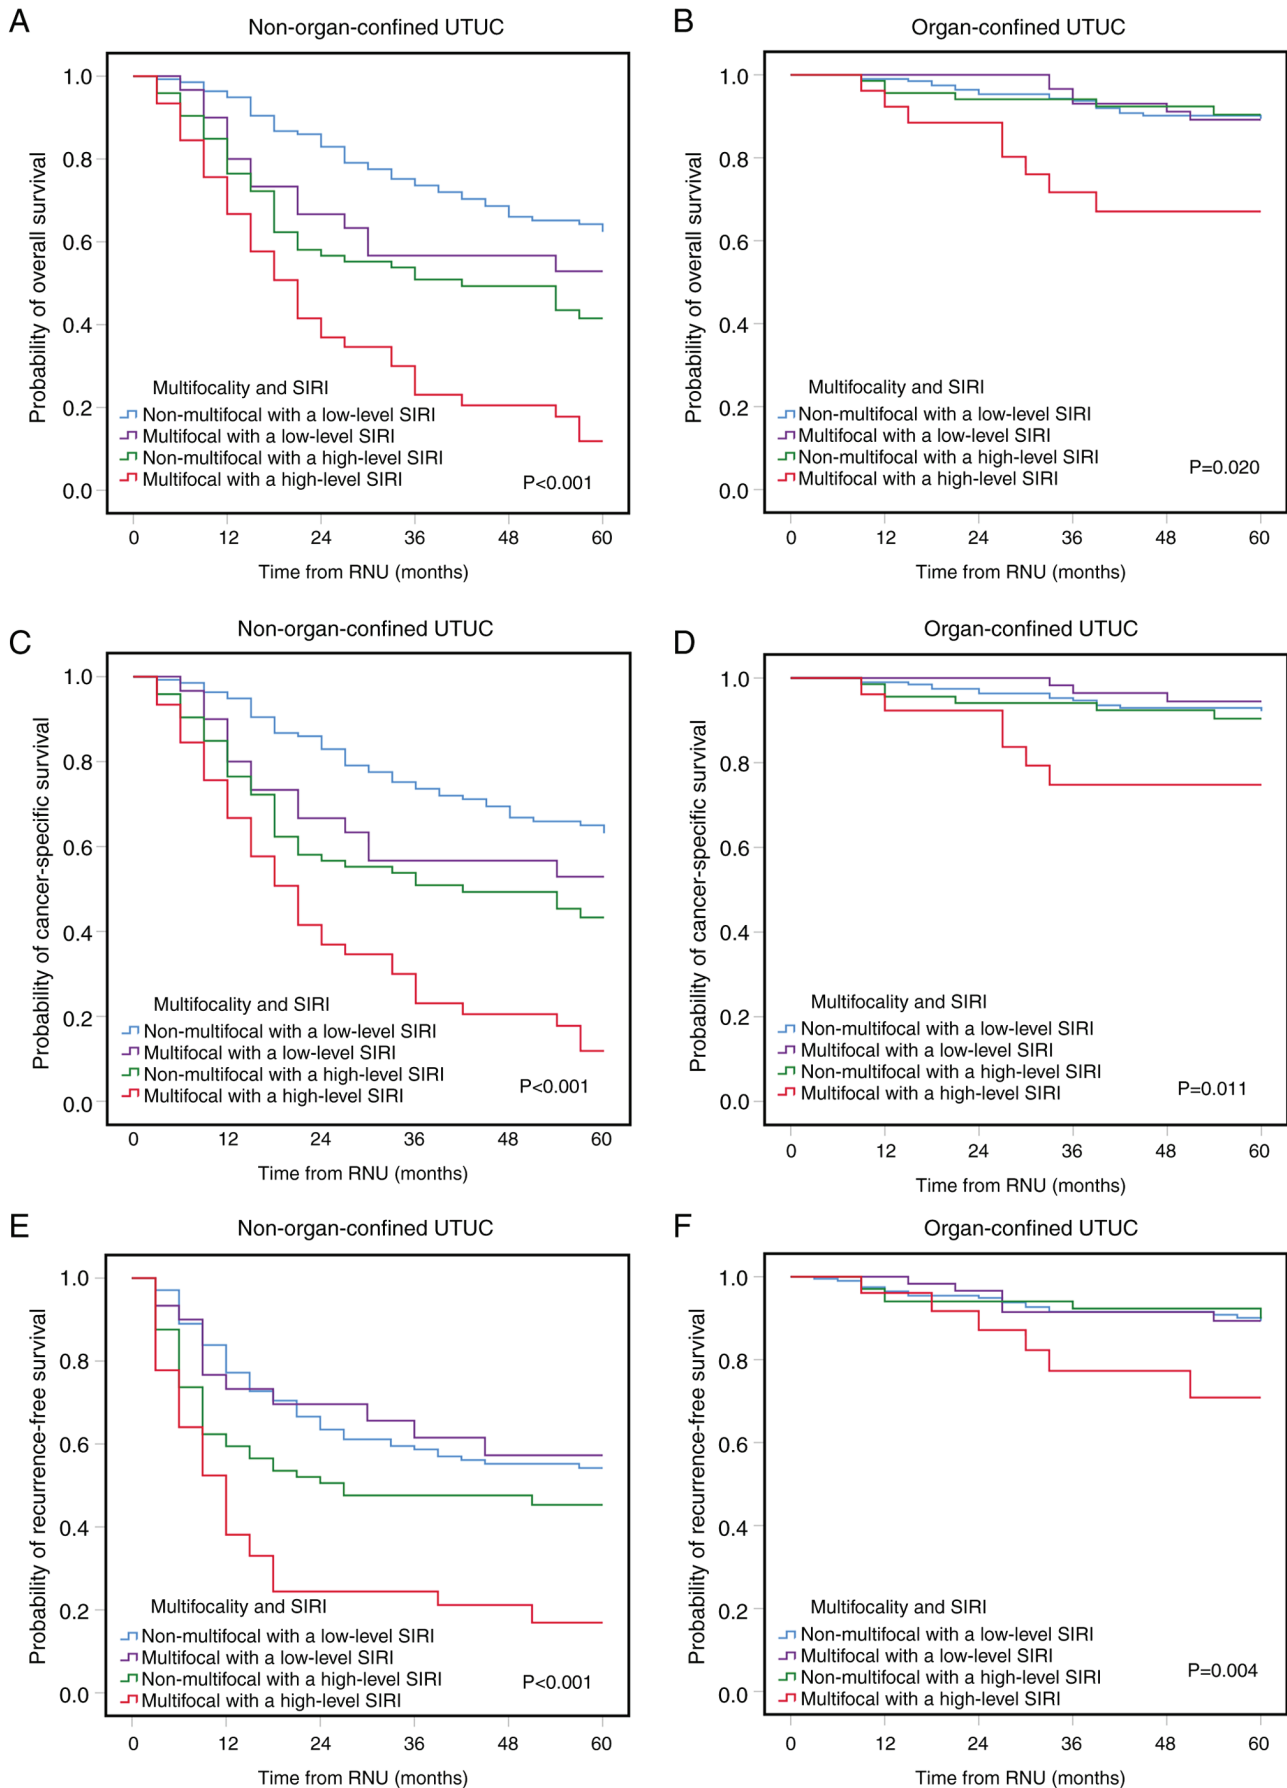 A
Non-organ-confined UTUC
Probability of overall survival
1.0
0.8
0.6
0.4
0.2
0.0
Multifocality and SIRI
Non-multifocal with a low-level SIRI
Multifocal with a low-level SIRI
Non-multifocal with a high-level SIRI
Multifocal with a high-level SIRI
P<0.001
0 12 24 36 48 60
Time from RNU (months)
B
Organ-confined UTUC
Probability of overall survival
1.0
0.8
0.6
0.4
0.2
0.0
Multifocality and SIRI
Non-multifocal with a low-level SIRI
Multifocal with a low-level SIRI
Non-multifocal with a high-level SIRI
Multifocal with a high-level SIRI
P=0.020
0 12 24 36 48 60
Time from RNU (months)
C
Non-organ-confined UTUC
Probability of cancer-specific survival
1.0
0.8
0.6
0.4
0.2
0.0
Multifocality and SIRI
Non-multifocal with a low-level SIRI
Multifocal with a low-level SIRI
Non-multifocal with a high-level SIRI
Multifocal with a high-level SIRI
P<0.001
0 12 24 36 48 60
Time from RNU (months)
D
Organ-confined UTUC
Probability of cancer-specific survival
1.0
0.8
0.6
0.4
0.2
0.0
Multifocality and SIRI
Non-multifocal with a low-level SIRI
Multifocal with a low-level SIRI
Non-multifocal with a high-level SIRI
Multifocal with a high-level SIRI
P=0.011
0 12 24 36 48 60
Time from RNU (months)
E
Non-organ-confined UTUC
Probability of recurrence-free survival
1.0
0.8
0.6
0.4
0.2
0.0
Multifocality and SIRI
Non-multifocal with a low-level SIRI
Multifocal with a low-level SIRI
Non-multifocal with a high-level SIRI
Multifocal with a high-level SIRI
P<0.001
0 12 24 36 48 60
Time from RNU (months)
F
Organ-confined UTUC
Probability of recurrence-free survival
1.0
0.8
0.6
0.4
0.2
0.0
Multifocality and SIRI
Non-multifocal with a low-level SIRI
Multifocal with a low-level SIRI
Non-multifocal with a high-level SIRI
Multifocal with a high-level SIRI
P=0.004
0 12 24 36 48 60
Time from RNU (months)